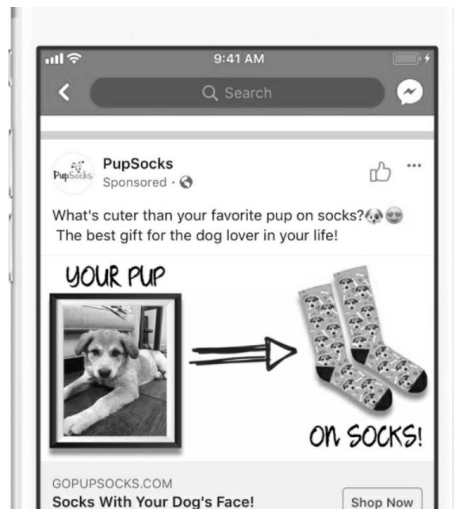 9:41 AM
Search
PupSocks
PupSocks
Sponsored ·
What's cuter than your favorite pup on socks?🐶😍
The best gift for the dog lover in your life!
YOUR PUP
ON SOCKS!
GOPUPSOCKS.COM
Socks With Your Dog's Face!
Shop Now